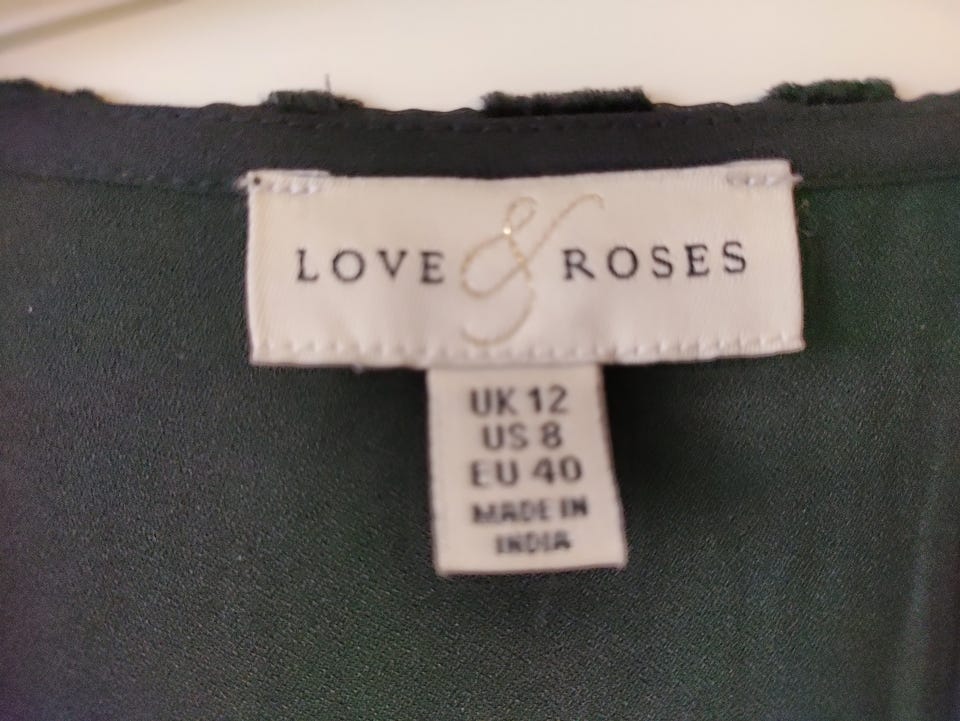 LOVE & ROSES
UK 12
US 8
EU 40
MADE IN
INDIA